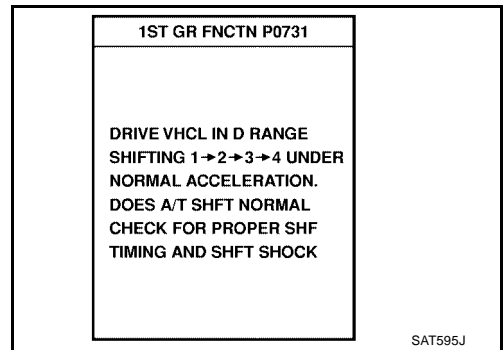 1ST GR FNCTN P0731
DRIVE VHCL IN D RANGE
SHIFTING 1→2→3→4 UNDER
NORMAL ACCELERATION.
DOES A/T SHFT NORMAL
CHECK FOR PROPER SHF
TIMING AND SHFT SHOCK
SAT595J